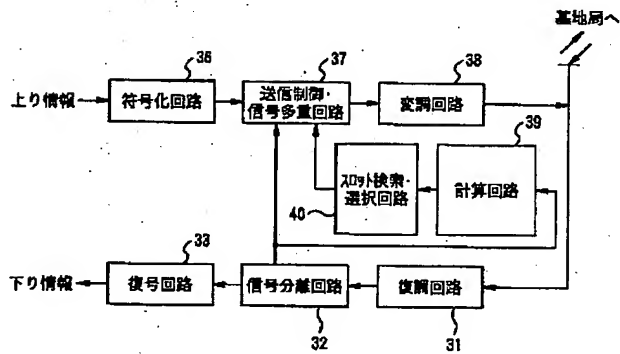 基地局へ
36
37
38
上り情報
符号化回路
送信制御・
信号多重回路
変調回路
39
スロット検索・
選択回路
計算回路
40
33
下り情報
復号回路
信号分離回路
復調回路
32
31